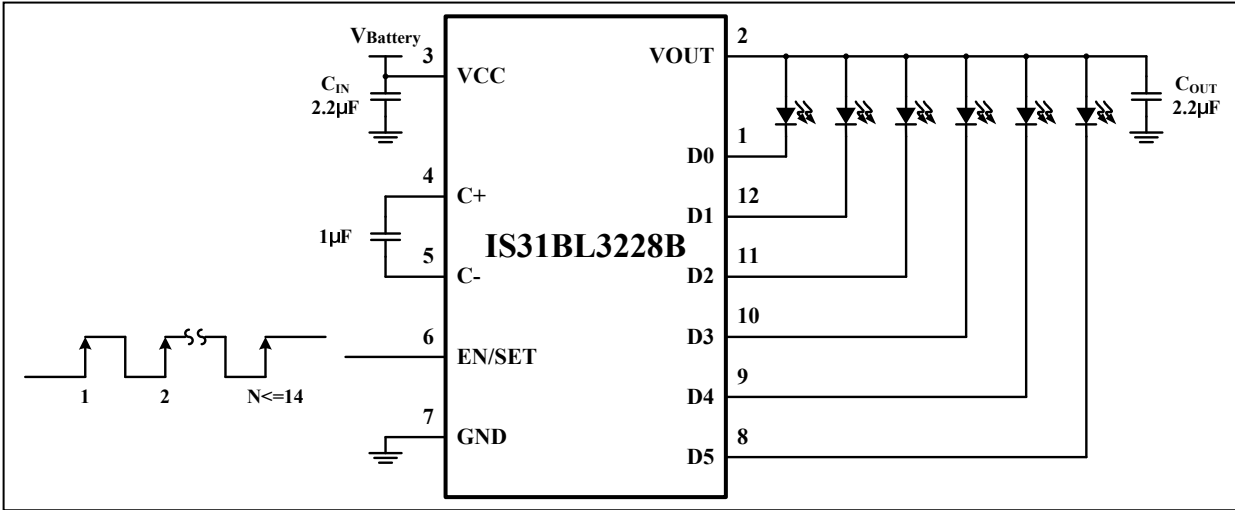 VBattery
3
VCC
CIN
2.2µF
4
C+
1µF
5
C-
6
EN/SET
1
2
N<=14
7
GND
IS31BL3228B
2
VOUT
COUT
2.2µF
1
D0
12
D1
11
D2
10
D3
9
D4
8
D5